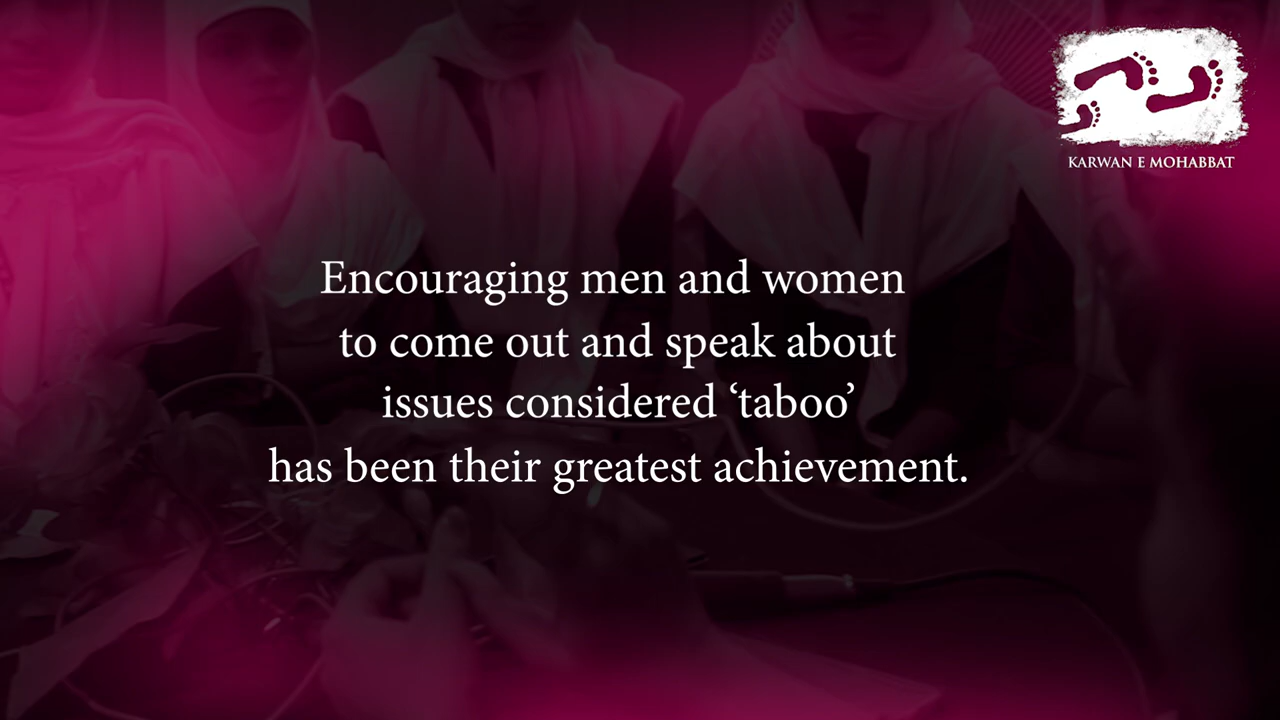 KARWAN E MOHABBAT
Encouraging men and women
to come out and speak about
issues considered ‘taboo’
has been their greatest achievement.